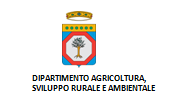 DIPARTIMENTO AGRICOLTURA,
SVILUPPO RURALE E AMBIENTALE